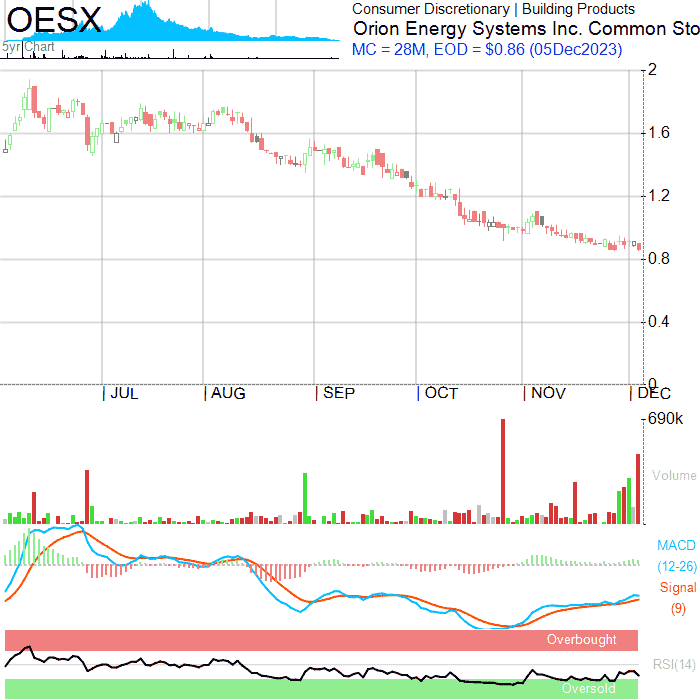 OESX
5yr Chart
Consumer Discretionary | Building Products
Orion Energy Systems Inc. Common Sto
MC = 28M, EOD = $0.86 (05Dec2023)
2
1.6
1.2
0.8
0.4
0
JUL AUG SEP OCT NOV DEC
690k
Volume
MACD
(12-26)
Signal
(9)
Overbought
RSI(14)
Oversold